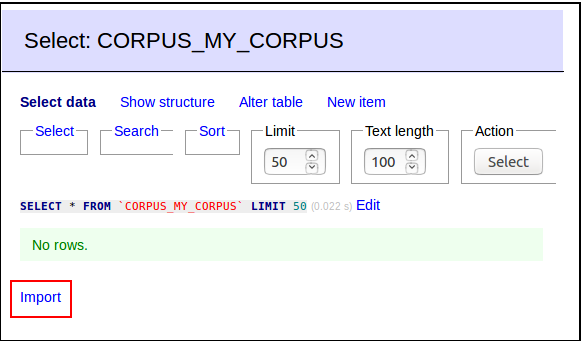 Select: CORPUS_MY_CORPUS
Select data Show structure Alter table New item
Select Search Sort Limit Text length Action
50 100 Select
SELECT * FROM `CORPUS_MY_CORPUS` LIMIT 50 (0.022 s) Edit
No rows.
Import